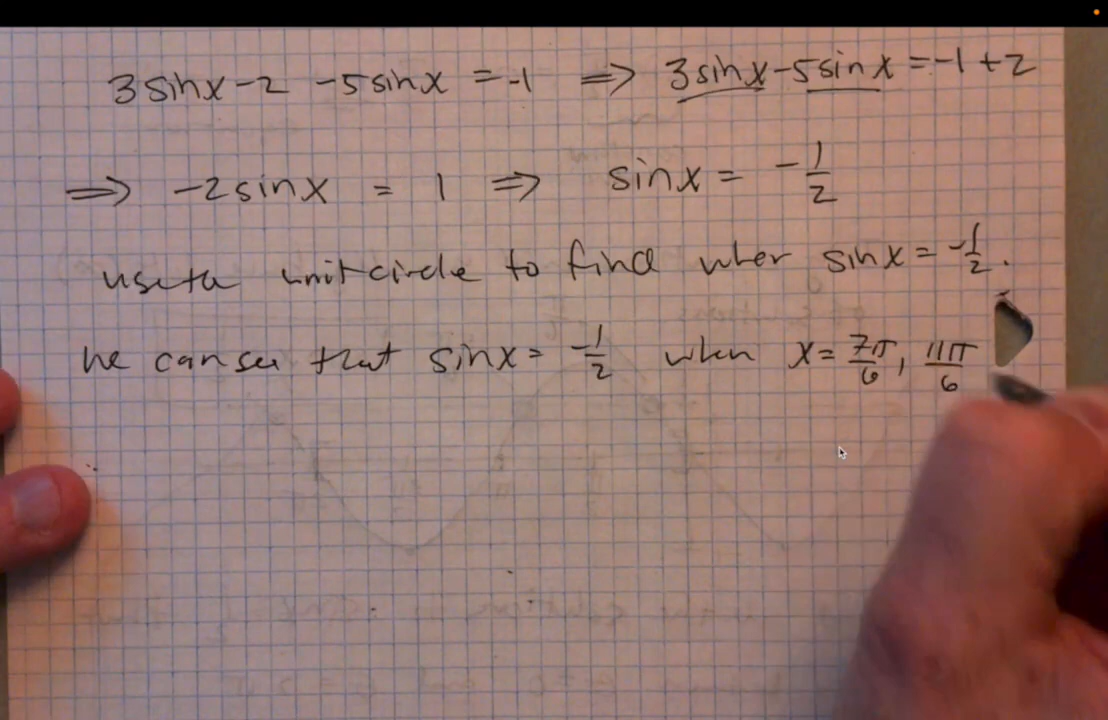 3sinx-2 -5sinx = -1 ⇒ 3sinx-5sinx = -1+2
⇒ -2sinx = 1 ⇒ sinx = -1/2
use the unit circle to find wher sinx = -1/2.
we can see that sinx = -1/2 when x = 7π/6, 11π/6